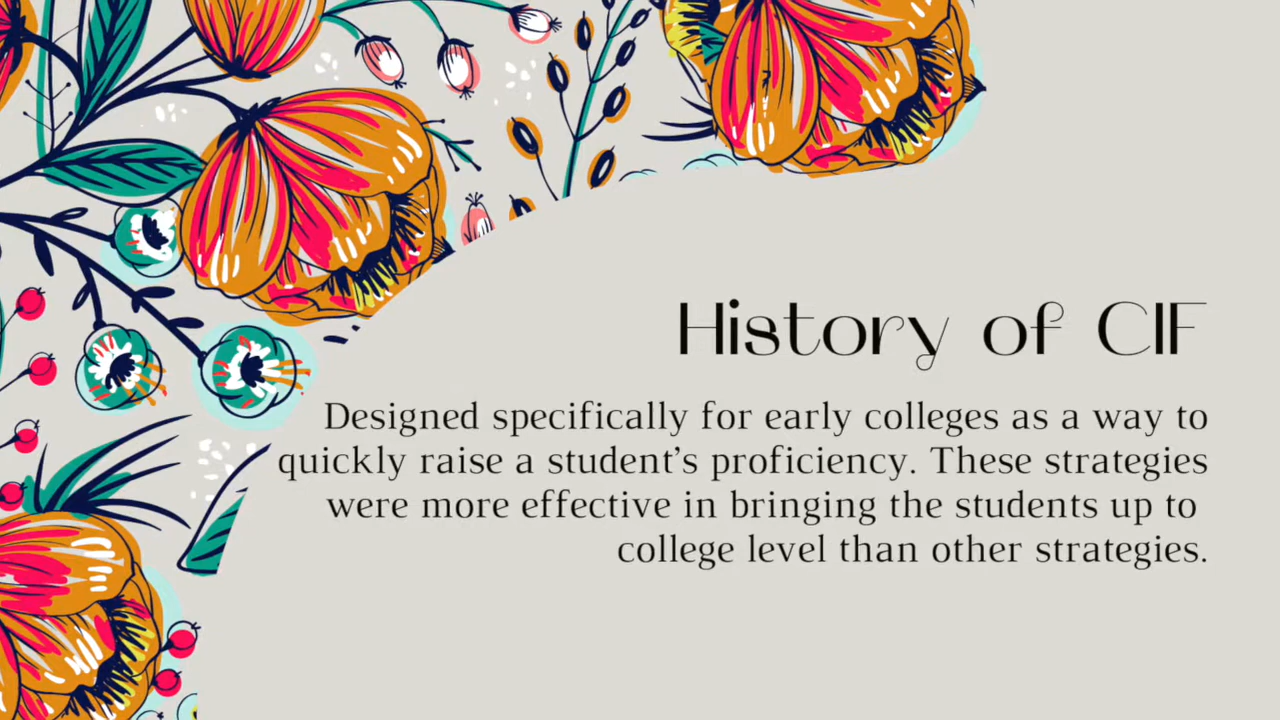 History of CIF
Designed specifically for early colleges as a way to
quickly raise a student’s proficiency. These strategies
were more effective in bringing the students up to
college level than other strategies.